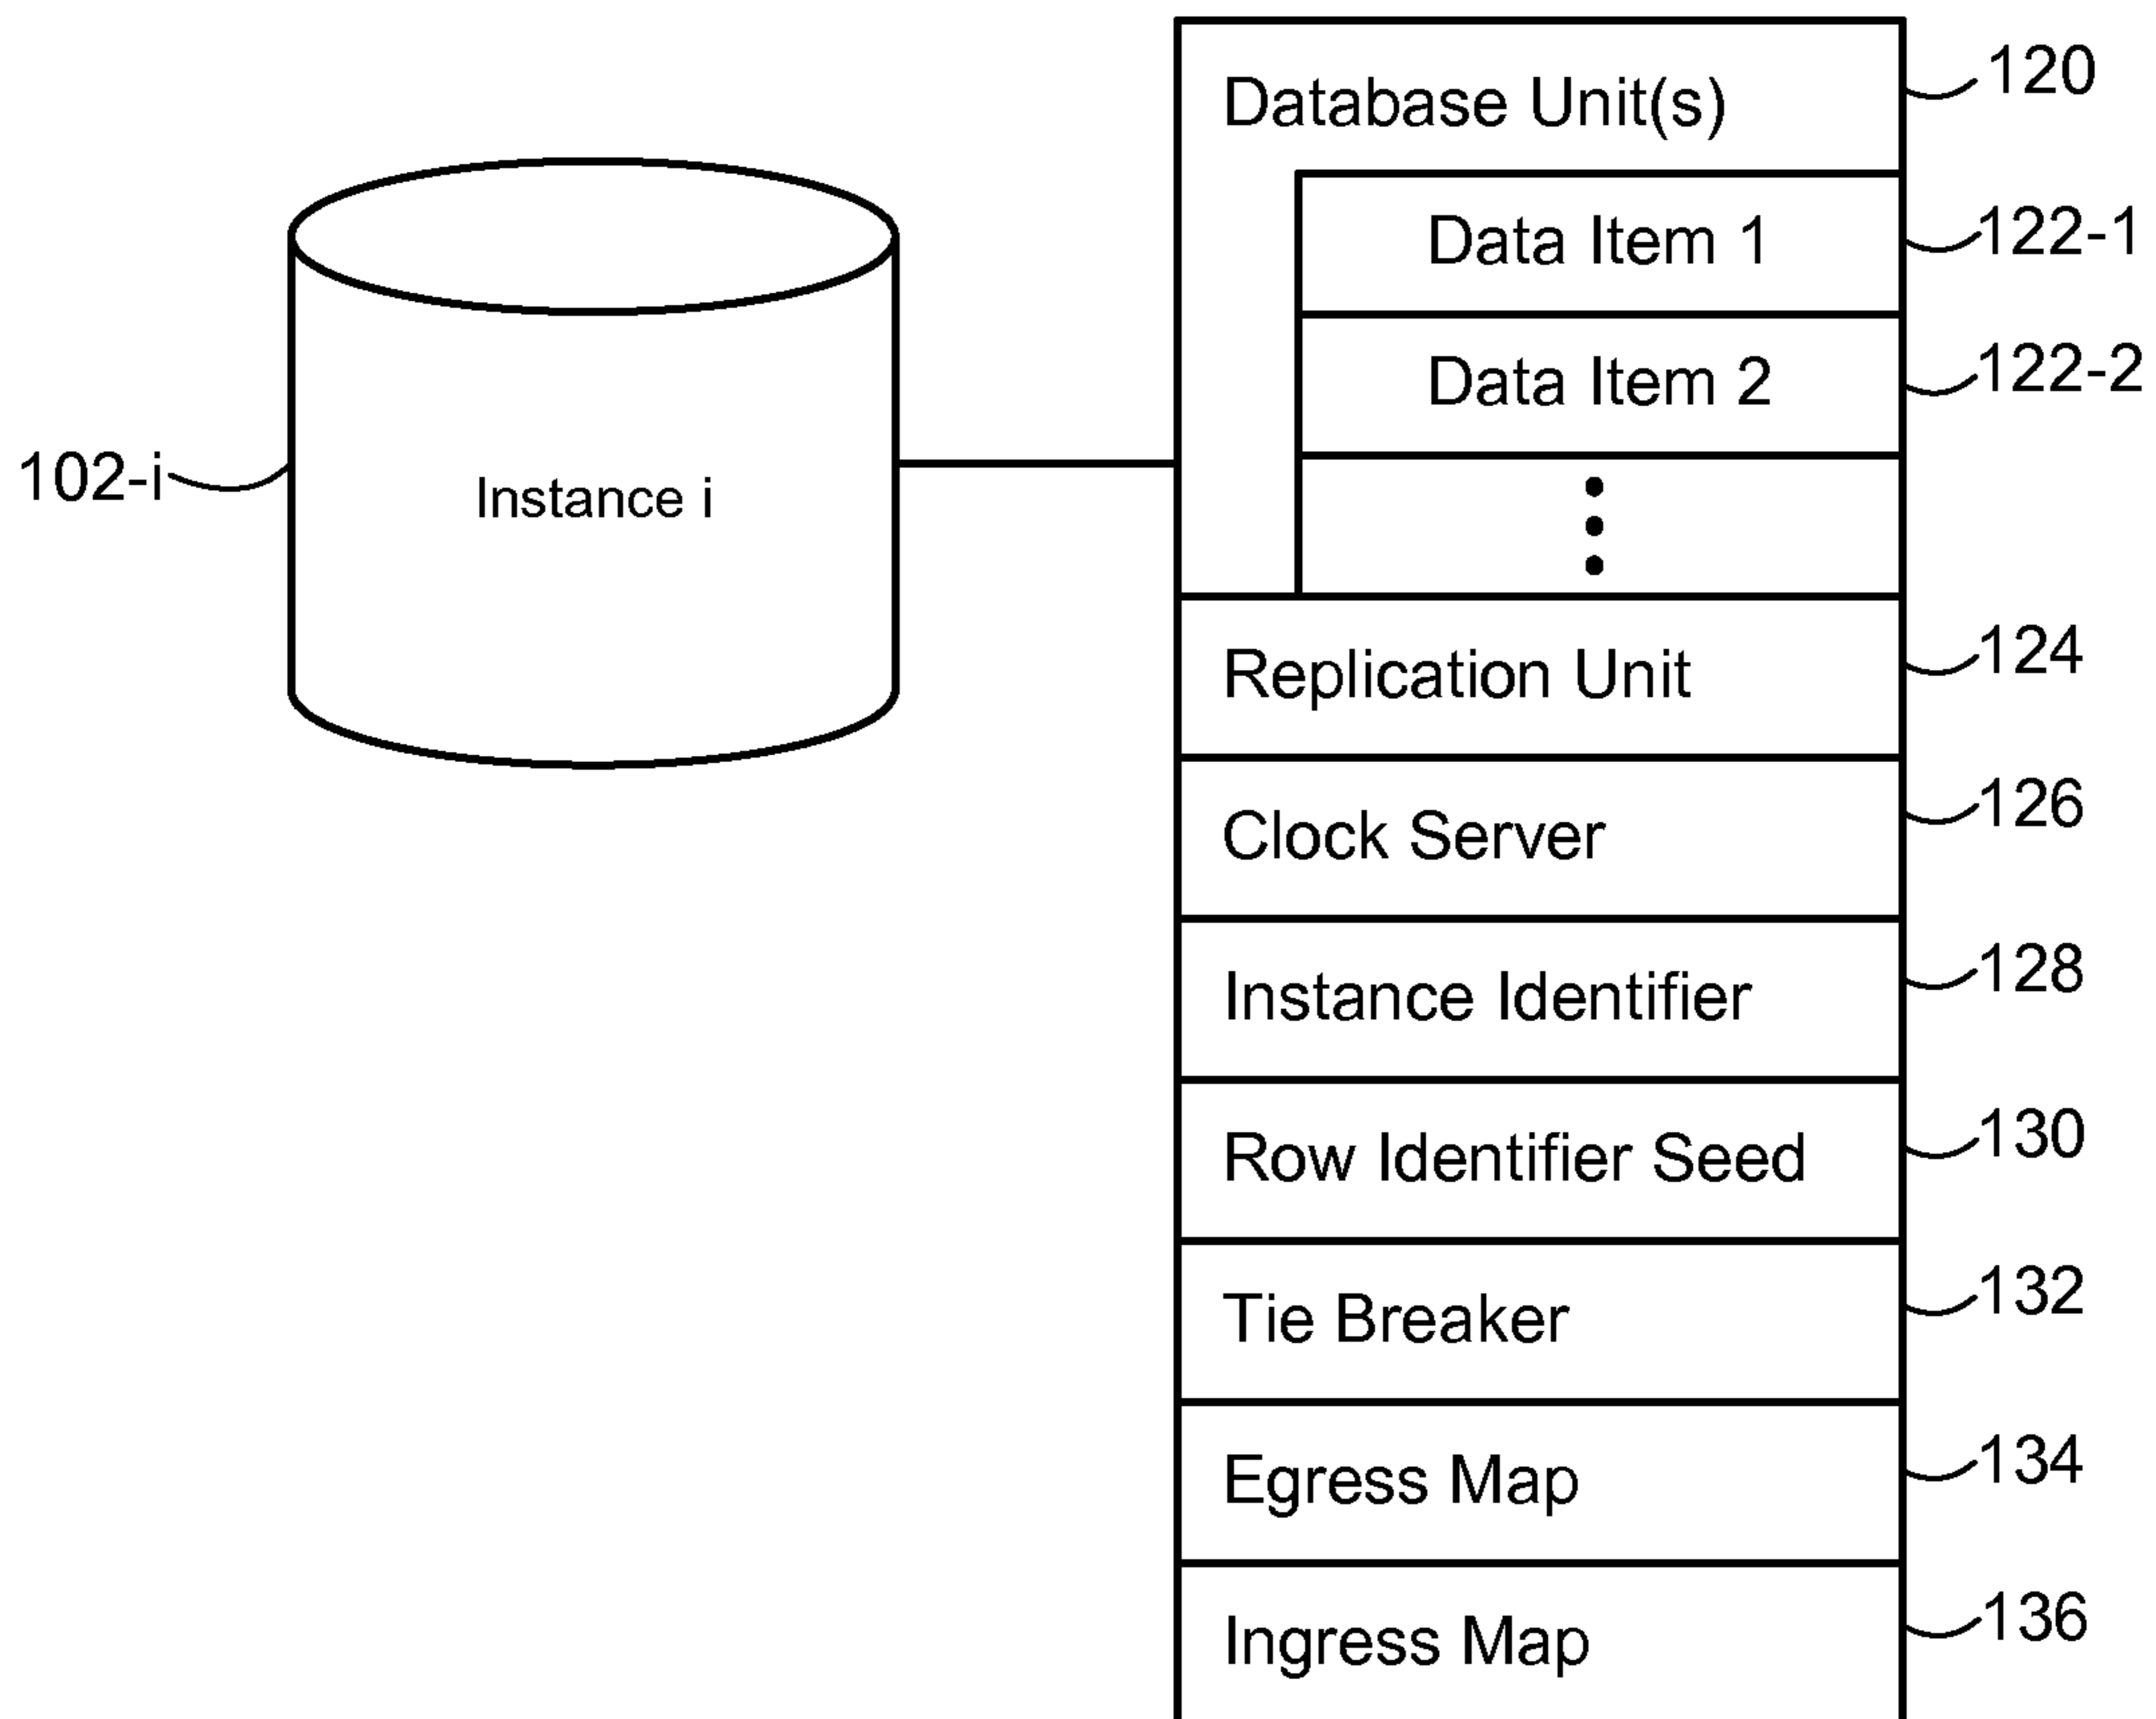 Database Unit(s) 120
Data Item 1 122-1
Data Item 2 122-2
102-i Instance i
Replication Unit 124
Clock Server 126
Instance Identifier 128
Row Identifier Seed 130
Tie Breaker 132
Egress Map 134
Ingress Map 136